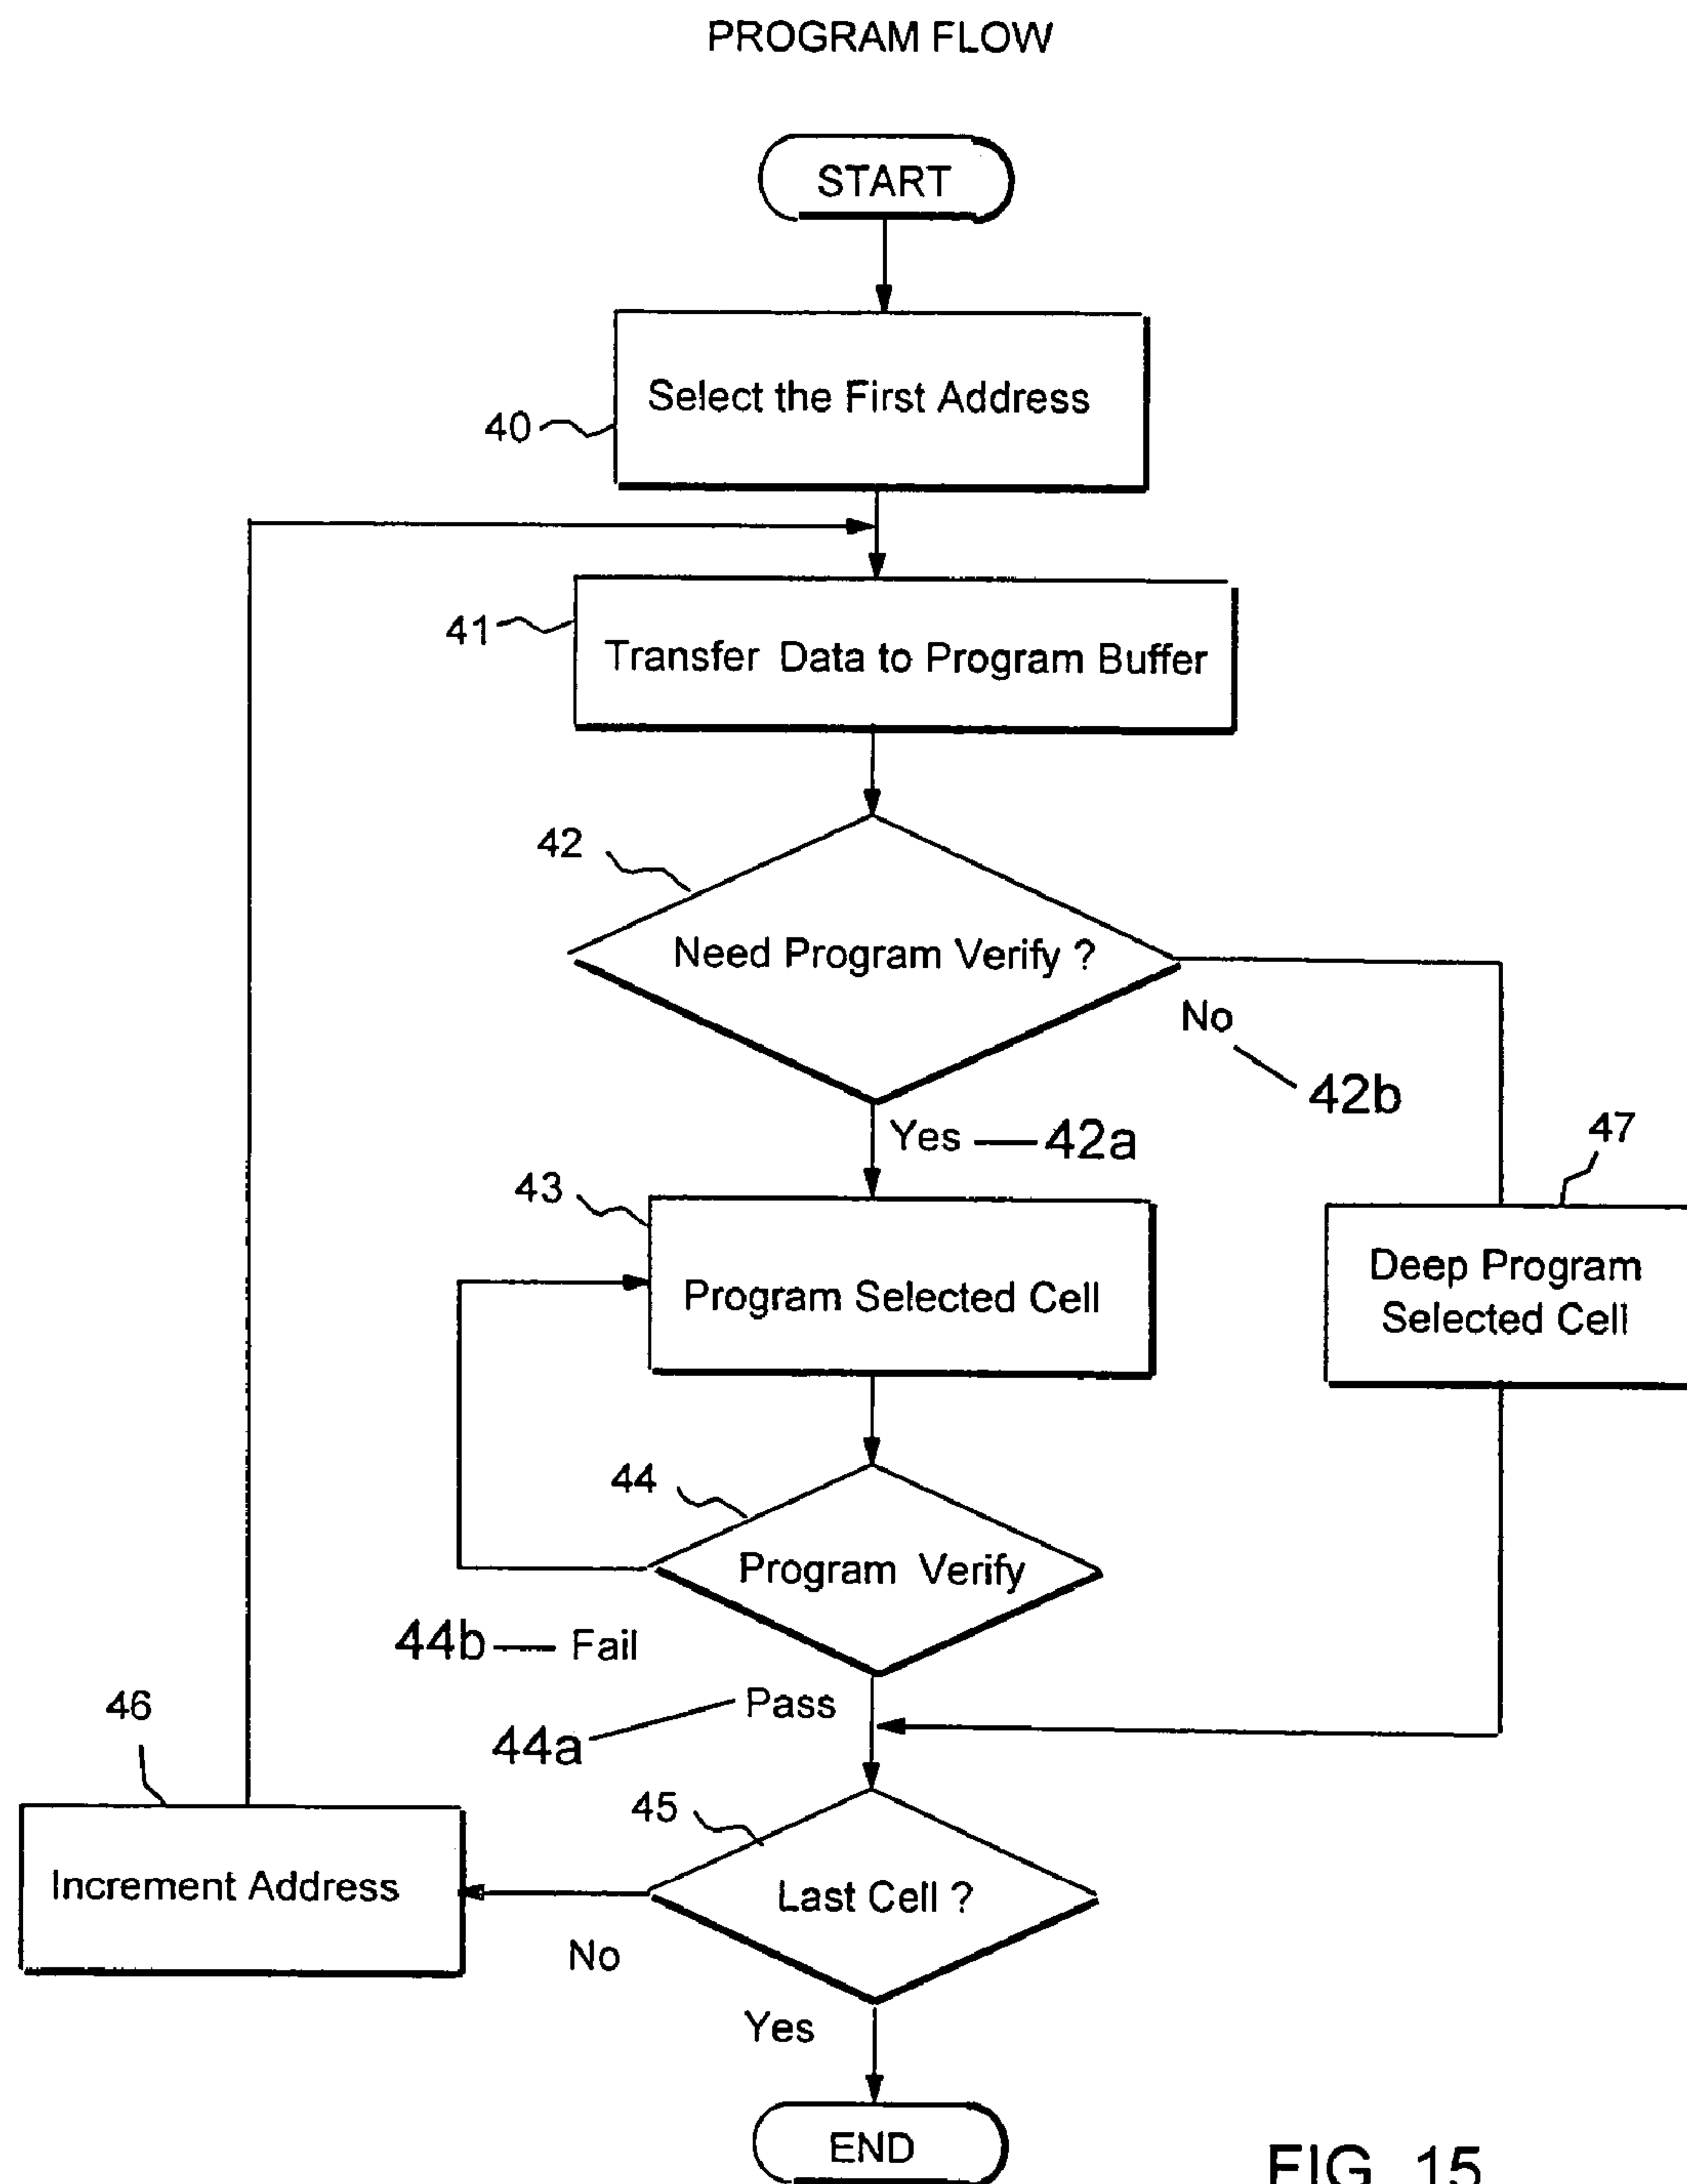 PROGRAM FLOW
START
Select the First Address
40
41
Transfer Data to Program Buffer
42
Need Program Verify ?
No
42b
Yes
42a
47
43
Deep Program
Selected Cell
Program Selected Cell
44
Program Verify
44b
Fail
Pass
44a
46
45
Increment Address
Last Cell ?
No
Yes
END
FIG. 15